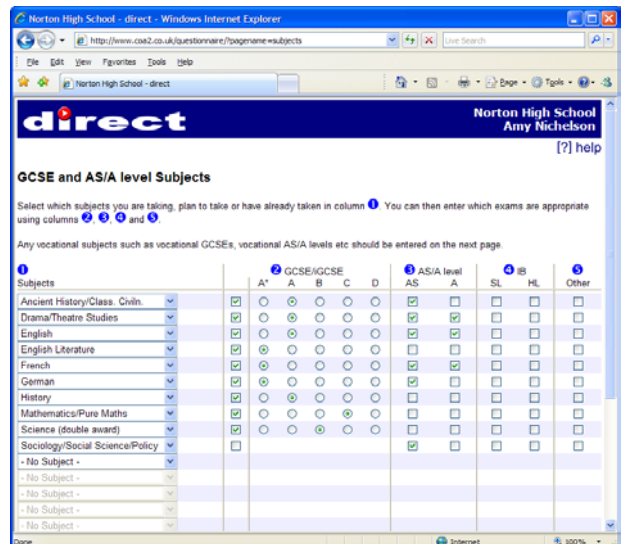 Norton High School - direct - Windows Internet Explorer
http://www.coa2.co.uk/questionnaire/?pagename=subjects
Live Search
File Edit View Favorites Tools Help
Norton High School - direct
Page Tools
direct
Norton High School
Amy Nichelson
[?] help
GCSE and AS/A level Subjects
Select which subjects you are taking, plan to take or have already taken in column 1. You can then enter which exams are appropriate
using columns 2, 3, 4 and 5.
Any vocational subjects such as vocational GCSEs, vocational AS/A levels etc should be entered on the next page.
1 2 GCSE/IGCSE 3 AS/A level 4 IB 5
Subjects A* A B C D AS A SL HL Other
Ancient History/Class. Civiln.
Drama/Theatre Studies
English
English Literature
French
German
History
Mathematics/Pure Maths
Science (double award)
Sociology/Social Science/Policy
- No Subject -
- No Subject -
- No Subject -
- No Subject -
- No Subject -
Done Internet 100%